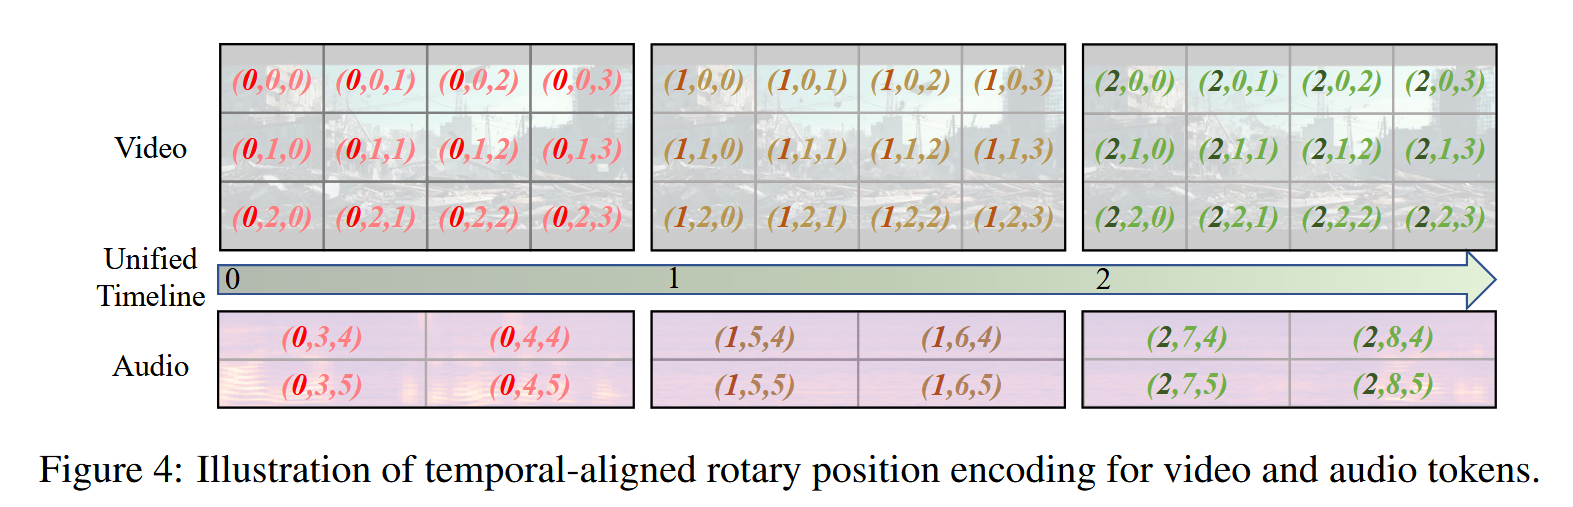 (0,0,0) (0,0,1) (0,0,2) (0,0,3) (1,0,0) (1,0,1) (1,0,2) (1,0,3) (2,0,0) (2,0,1) (2,0,2) (2,0,3)
Video (0,1,0) (0,1,1) (0,1,2) (0,1,3) (1,1,0) (1,1,1) (1,1,2) (1,1,3) (2,1,0) (2,1,1) (2,1,2) (2,1,3)
(0,2,0) (0,2,1) (0,2,2) (0,2,3) (1,2,0) (1,2,1) (1,2,2) (1,2,3) (2,2,0) (2,2,1) (2,2,2) (2,2,3)
Unified
Timeline 0 1 2
(0,3,4) (0,4,4) (1,5,4) (1,6,4) (2,7,4) (2,8,4)
Audio
(0,3,5) (0,4,5) (1,5,5) (1,6,5) (2,7,5) (2,8,5)
Figure 4: Illustration of temporal-aligned rotary position encoding for video and audio tokens.